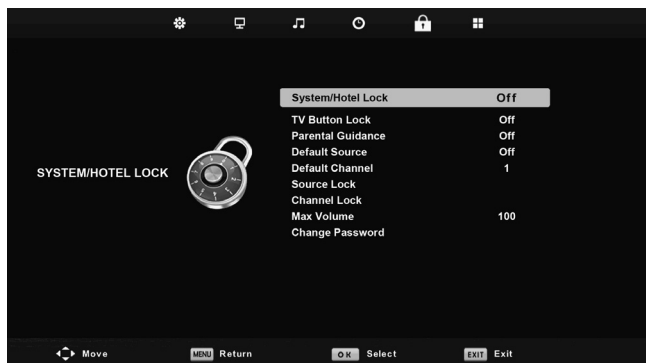 System/Hotel Lock Off
TV Button Lock Off
Parental Guidance Off
Default Source Off
SYSTEM/HOTEL LOCK
Default Channel 1
Source Lock
Channel Lock
Max Volume 100
Change Password
Move MENU Return OK Select EXIT Exit